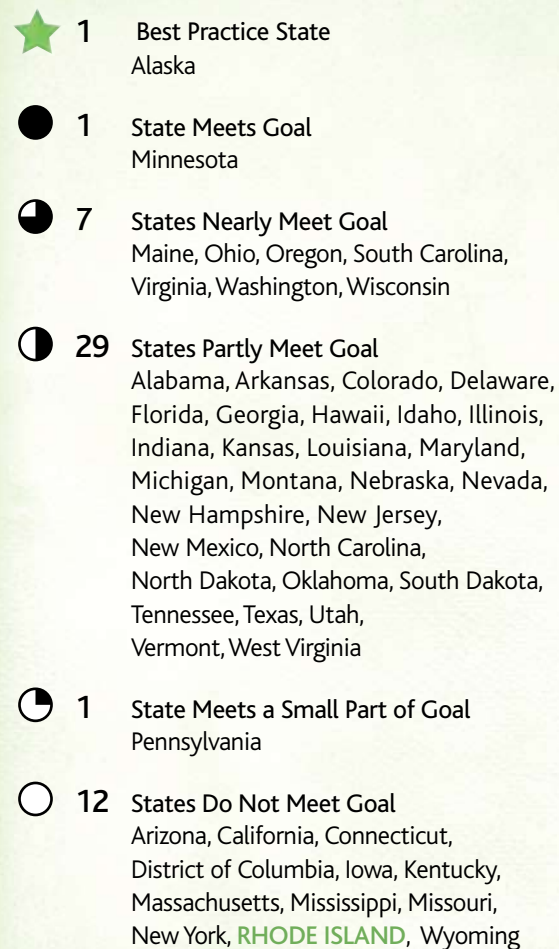 1 Best Practice State
Alaska
1 State Meets Goal
Minnesota
7 States Nearly Meet Goal
Maine, Ohio, Oregon, South Carolina,
Virginia, Washington, Wisconsin
29 States Partly Meet Goal
Alabama, Arkansas, Colorado, Delaware,
Florida, Georgia, Hawaii, Idaho, Illinois,
Indiana, Kansas, Louisiana, Maryland,
Michigan, Montana, Nebraska, Nevada,
New Hampshire, New Jersey,
New Mexico, North Carolina,
North Dakota, Oklahoma, South Dakota,
Tennessee, Texas, Utah,
Vermont, West Virginia
1 State Meets a Small Part of Goal
Pennsylvania
12 States Do Not Meet Goal
Arizona, California, Connecticut,
District of Columbia, Iowa, Kentucky,
Massachusetts, Mississippi, Missouri,
New York, RHODE ISLAND, Wyoming